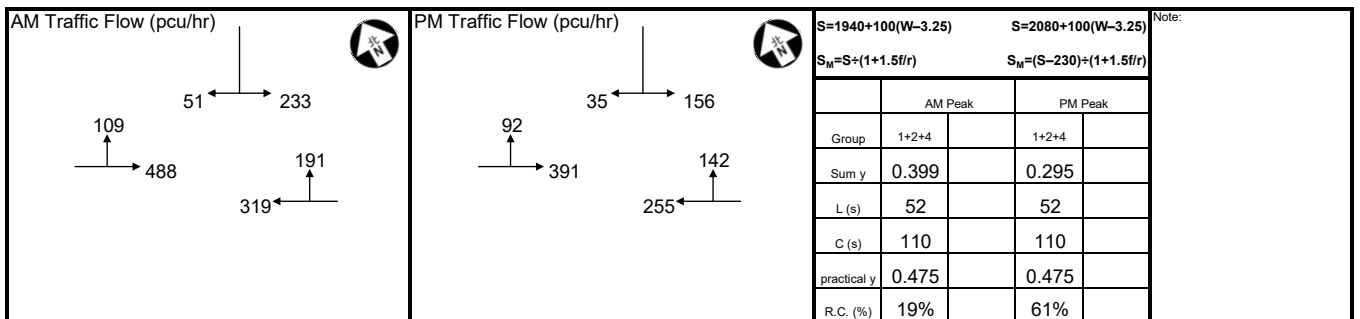 AM Traffic Flow (pcu/hr)
北
N
51 233
109
488
191
319
PM Traffic Flow (pcu/hr)
北
N
35 156
92
391
142
255
S=1940+100(W–3.25) S=2080+100(W–3.25)
SM=S÷(1+1.5f/r) SM=(S–230)÷(1+1.5f/r)
AM Peak PM Peak
Group 1+2+4 1+2+4
Sum y 0.399 0.295
L (s) 52 52
C (s) 110 110
practical y 0.475 0.475
R.C. (%) 19% 61%
Note: